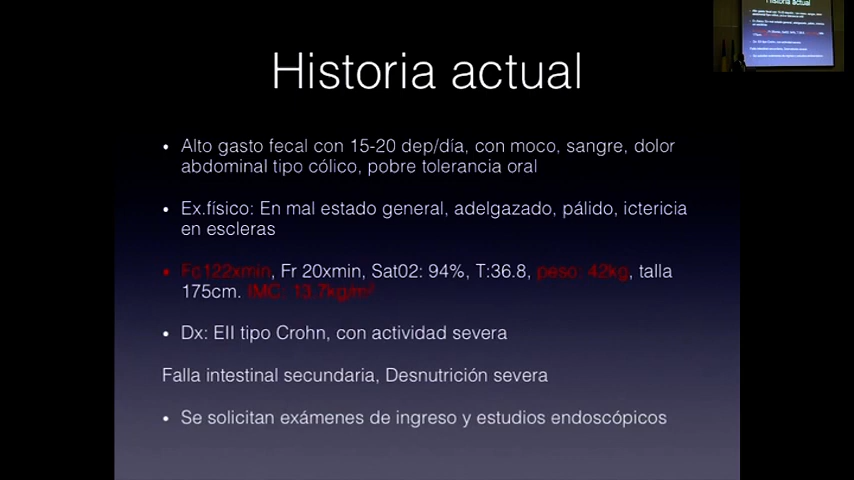 Historia actual
• Alto gasto fecal con 15-20 dep/día, con moco, sangre, dolor
abdominal tipo cólico, pobre tolerancia oral
• Ex.físico: En mal estado general, adelgazado, pálido, ictericia
en escleras
• Fc122xmin, Fr 20xmin, Sat02: 94%, T:36.8, peso: 42kg, talla
175cm. IMC: 13.7kg/m²
• Dx: EII tipo Crohn, con actividad severa
Falla intestinal secundaria, Desnutrición severa
• Se solicitan exámenes de ingreso y estudios endoscópicos
Historia actual